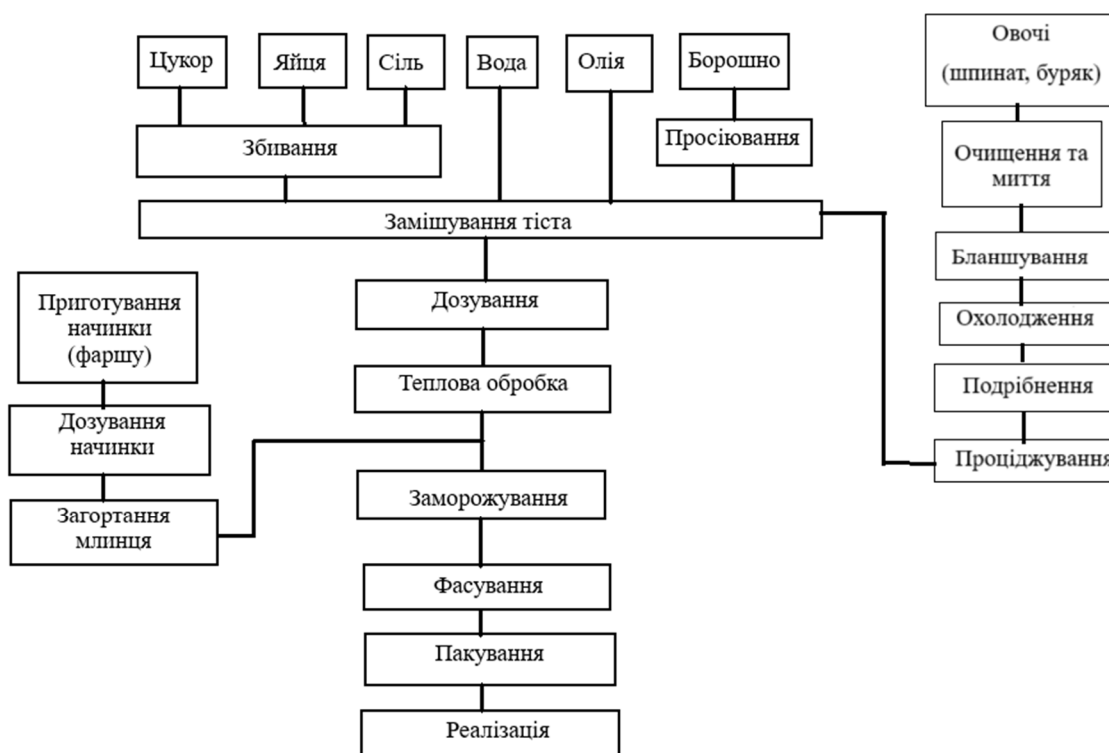 Цукор
Яйця
Сіль
Вода
Олія
Борошно
Овочі
(шпинат, буряк)
Збивання
Просіювання
Очищення та
миття
Замішування тіста
Бланшування
Приготування
начинки
(фаршу)
Дозування
Охолодження
Теплова обробка
Подрібнення
Дозування
начинки
Проціджування
Заморожування
Загортання
млинця
Фасування
Пакування
Реалізація